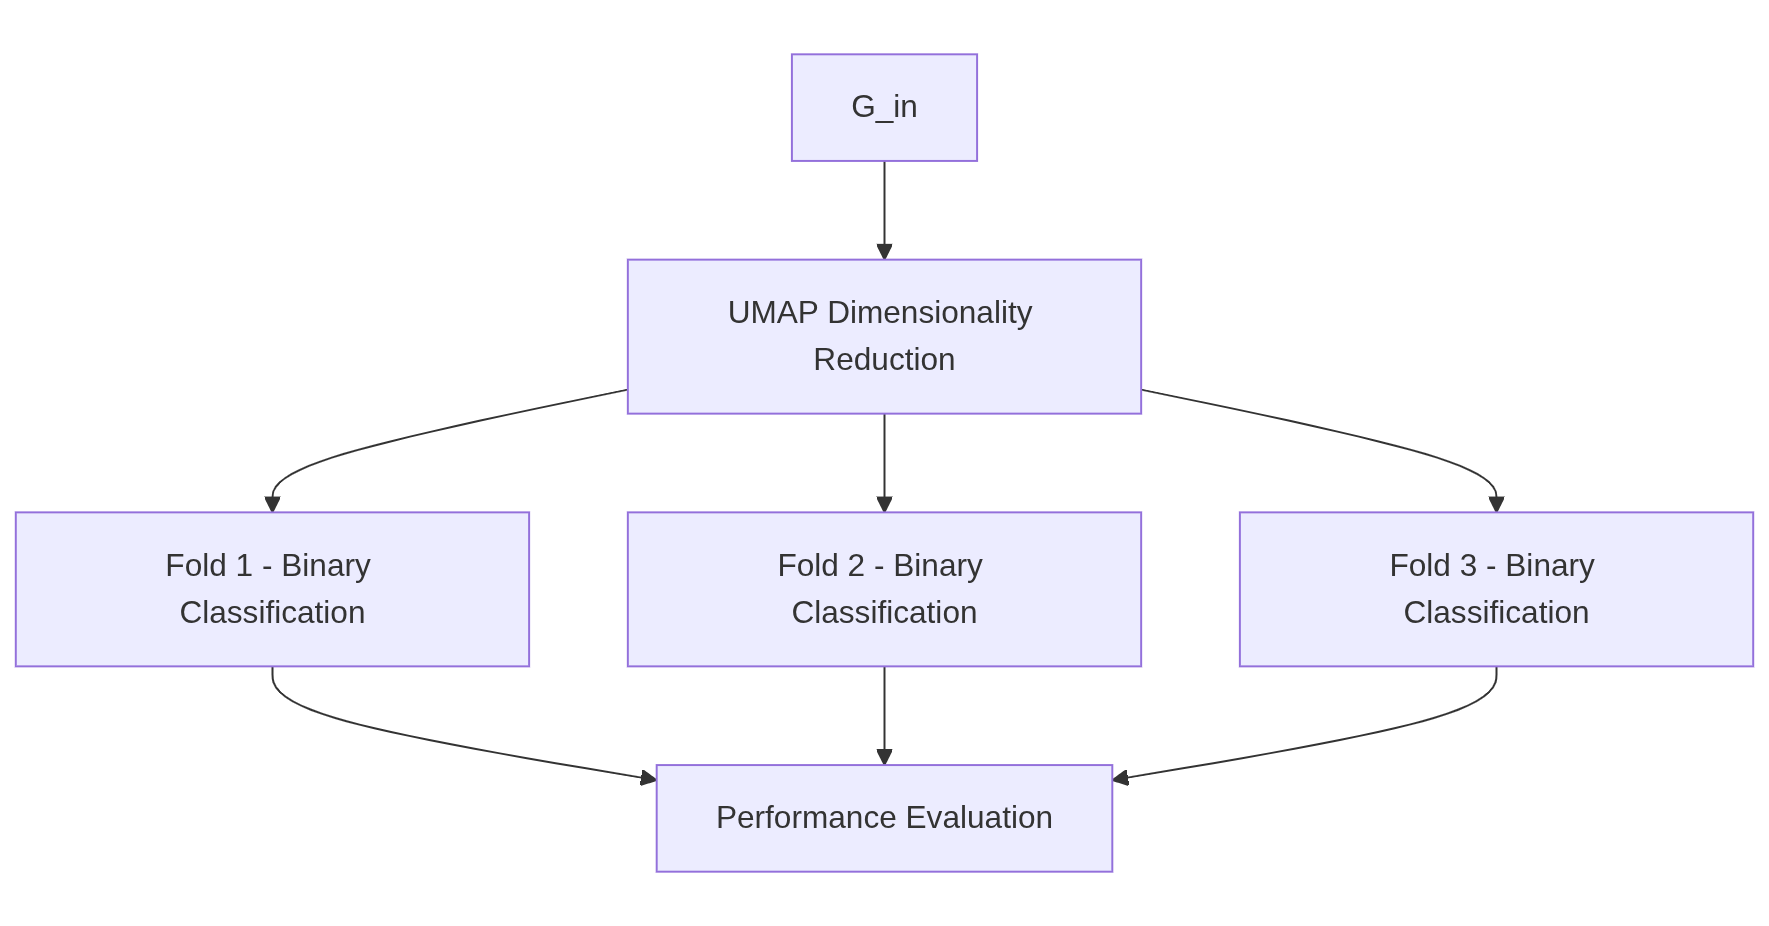 G_in
UMAP Dimensionality
Reduction
Fold 1 - Binary
Classification
Fold 2 - Binary
Classification
Fold 3 - Binary
Classification
Performance Evaluation